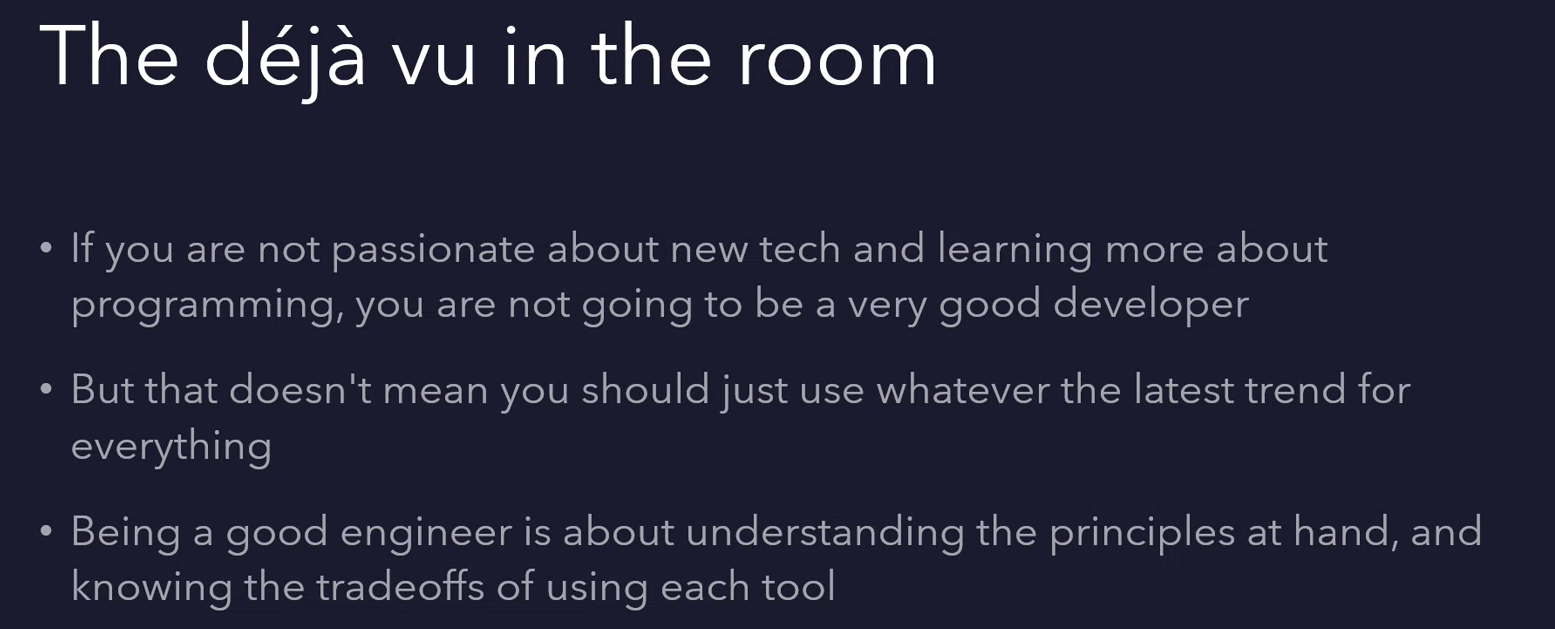 The déjà vu in the room
• If you are not passionate about new tech and learning more about
programming, you are not going to be a very good developer
• But that doesn't mean you should just use whatever the latest trend for
everything
• Being a good engineer is about understanding the principles at hand, and
knowing the tradeoffs of using each tool